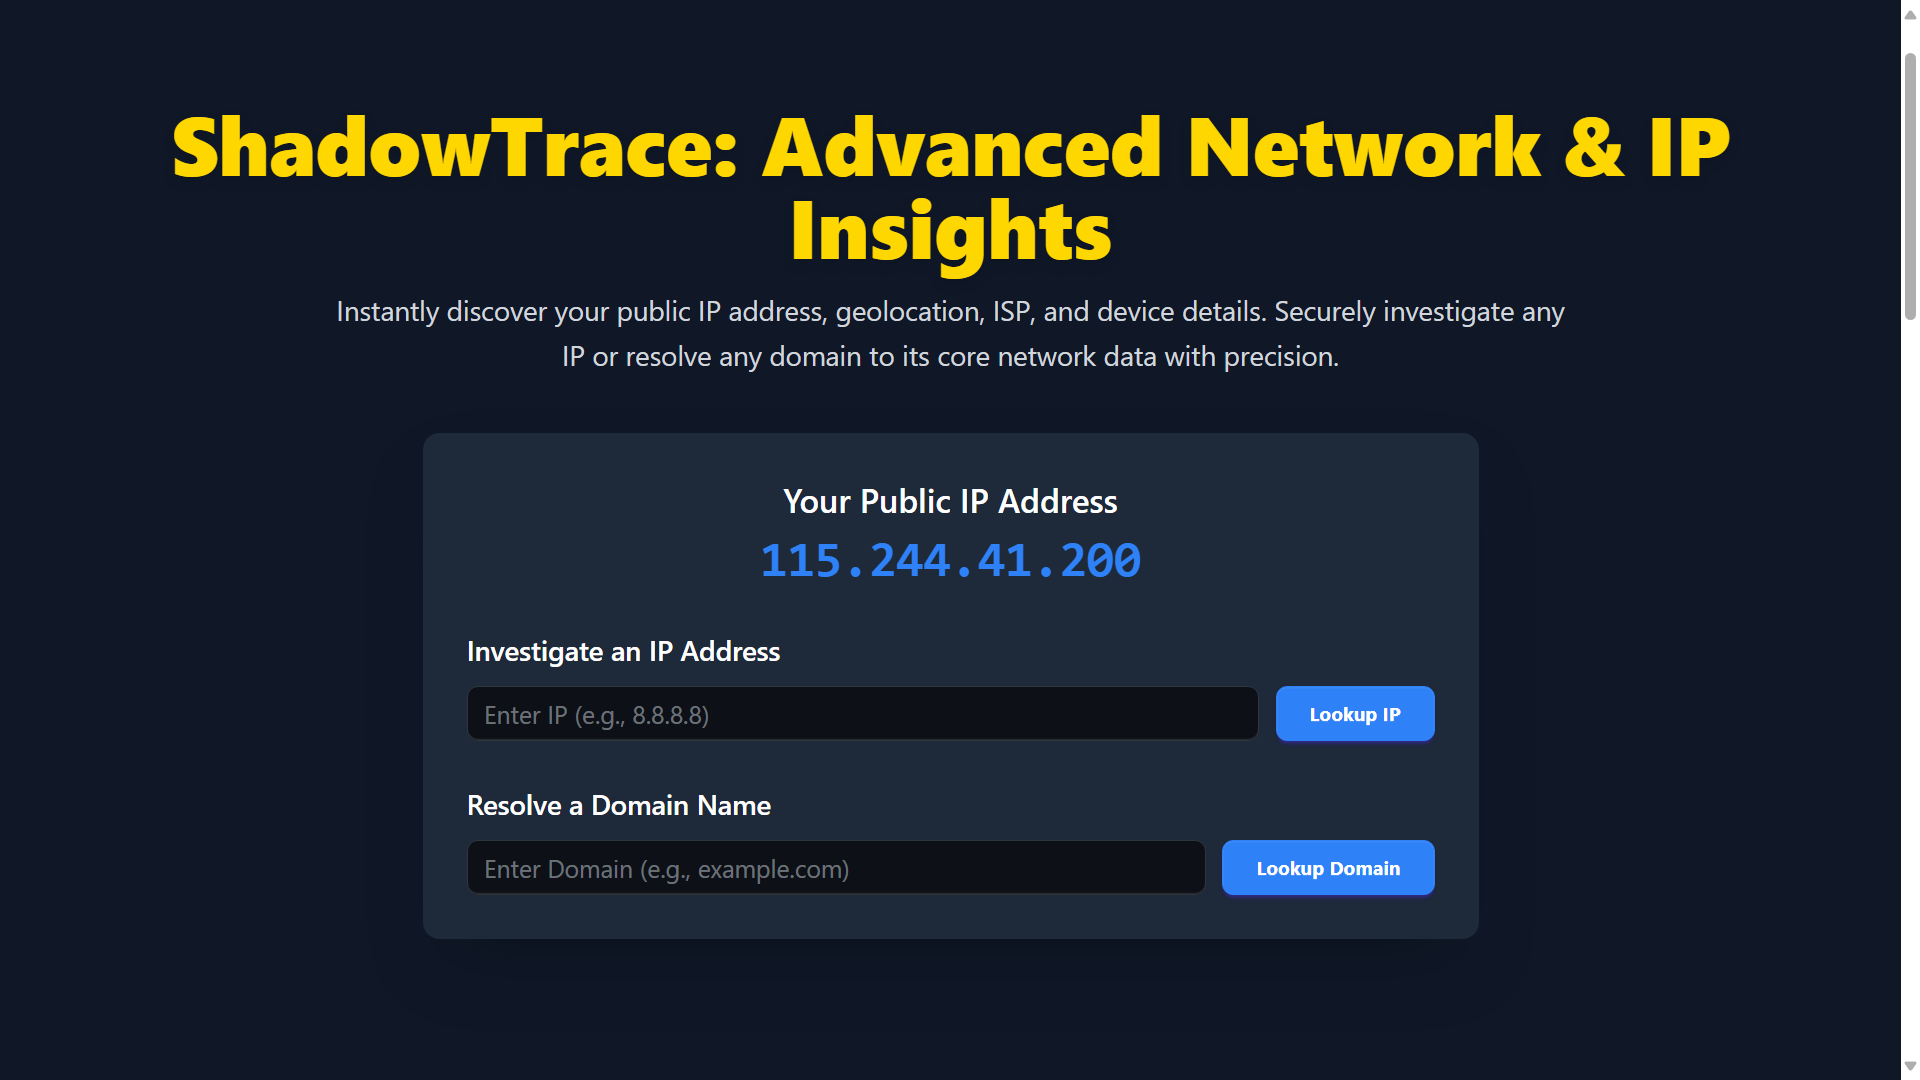 ShadowTrace: Advanced Network & IP
Insights
Instantly discover your public IP address, geolocation, ISP, and device details. Securely investigate any
IP or resolve any domain to its core network data with precision.
Your Public IP Address
115.244.41.200
Investigate an IP Address
Enter IP (e.g., 8.8.8.8)
Lookup IP
Resolve a Domain Name
Enter Domain (e.g., example.com)
Lookup Domain